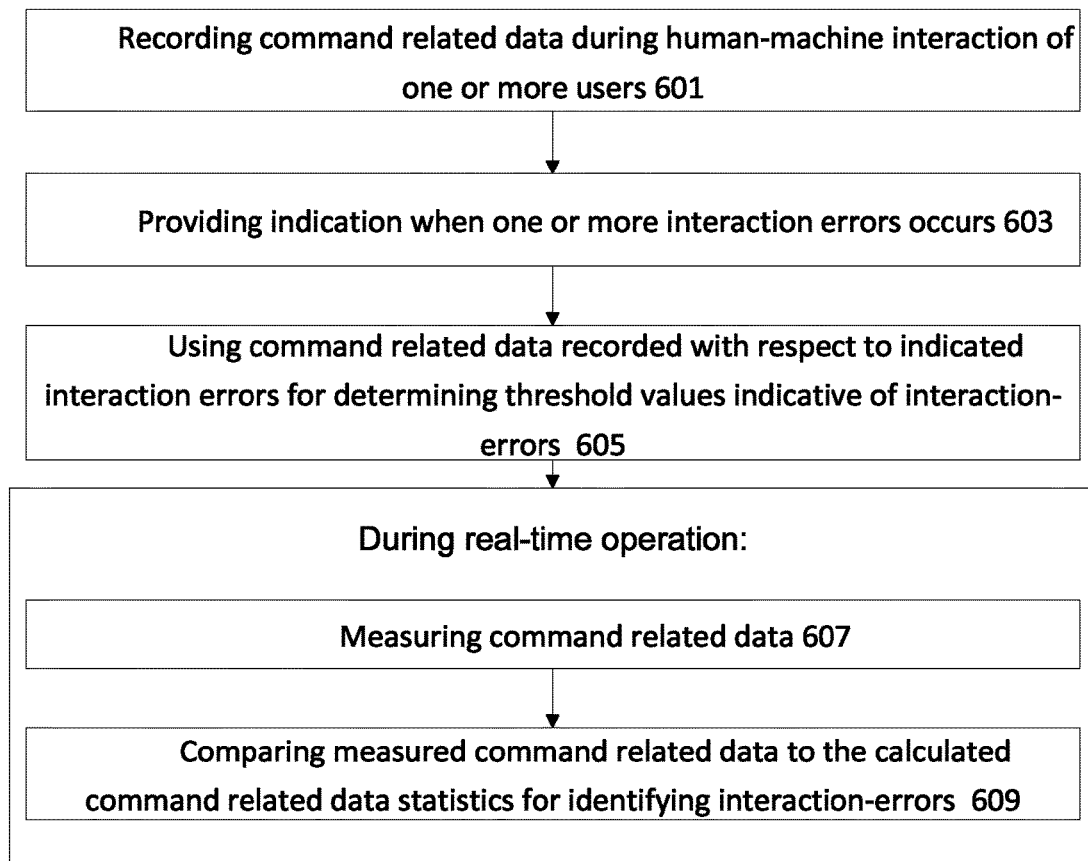 Recording command related data during human-machine interaction of
one or more users 601
Providing indication when one or more interaction errors occurs 603
Using command related data recorded with respect to indicated
interaction errors for determining threshold values indicative of interaction-
errors 605
During real-time operation:
Measuring command related data 607
Comparing measured command related data to the calculated
command related data statistics for identifying interaction-errors 609